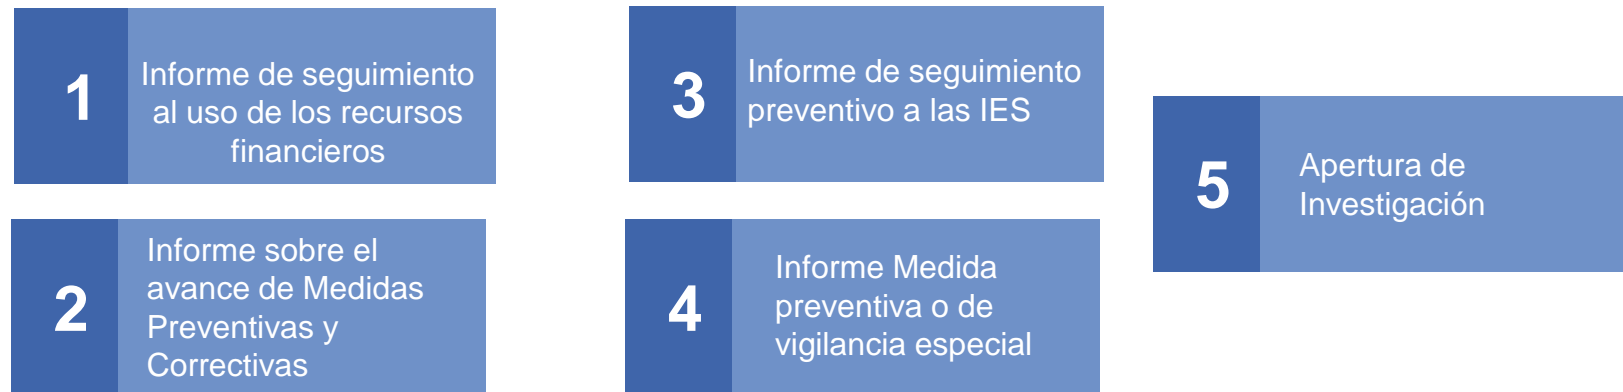 1
Informe de seguimiento
al uso de los recursos
financieros
2
Informe sobre el
avance de Medidas
Preventivas y
Correctivas
3
Informe de seguimiento
preventivo a las IES
4
Informe Medida
preventiva o de
vigilancia especial
5
Apertura de
Investigación